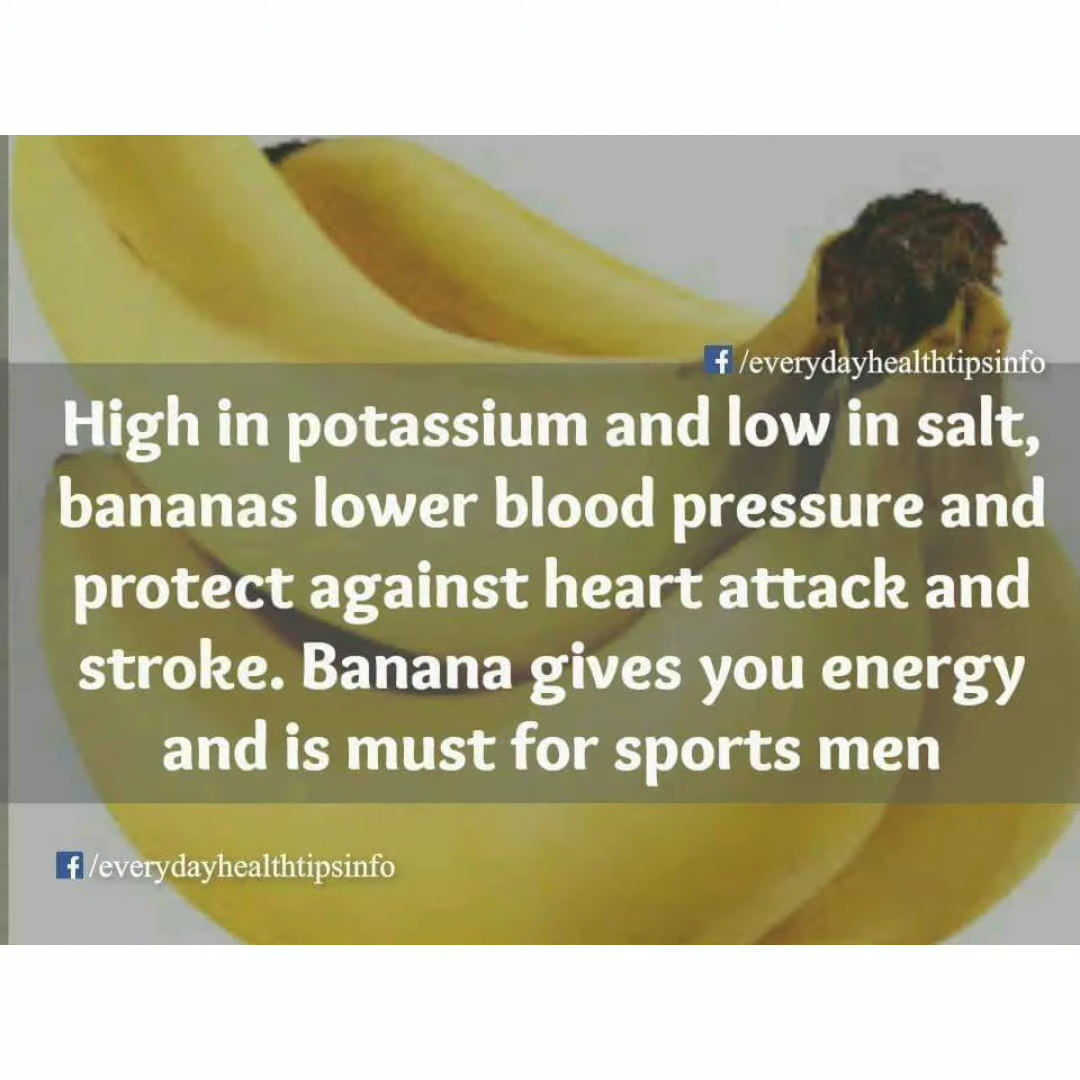 /everydayhealthtipsinfo
High in potassium and low in salt,
bananas lower blood pressure and
protect against heart attack and
stroke. Banana gives you energy
and is must for sports men
/everydayhealthtipsinfo